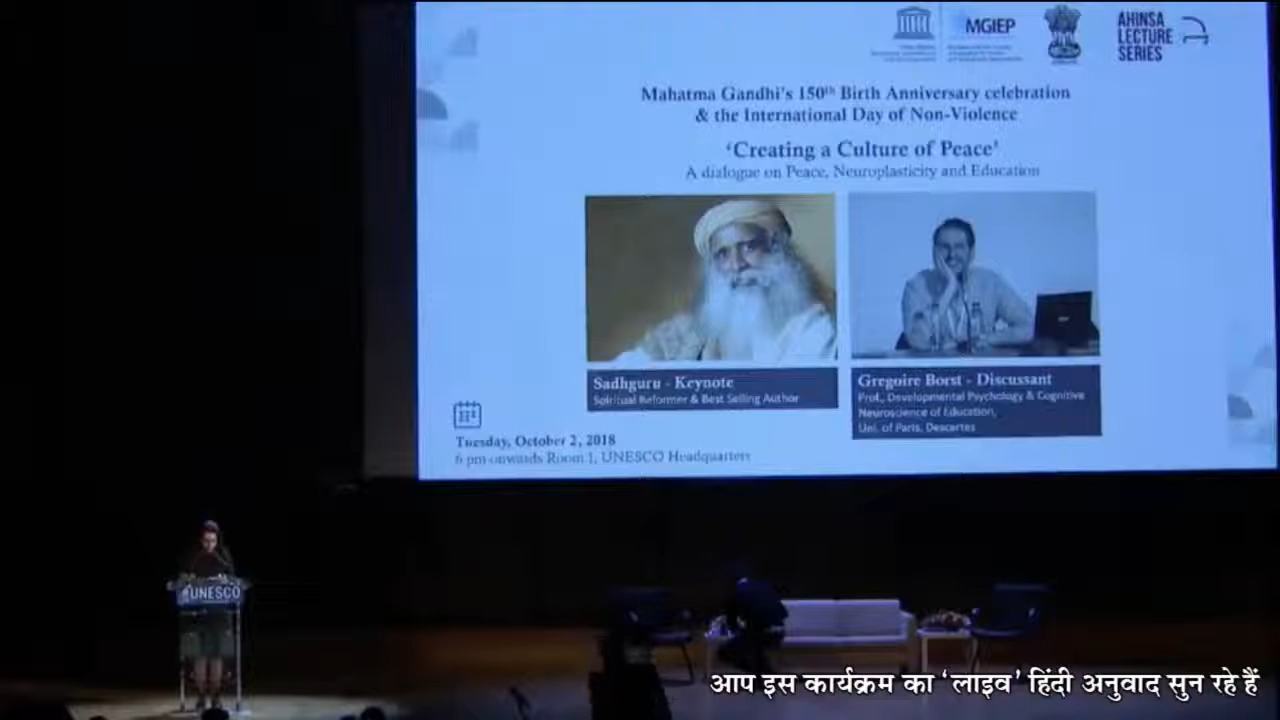 MGIEP
AHINSA
LECTURE
SERIES
Mahatma Gandhi's 150th Birth Anniversary celebration
& the International Day of Non-Violence
'Creating a Culture of Peace'
A dialogue on Peace, Neuroplasticity and Education
Sadhguru - Keynote
Spiritual Reformer & Best Selling Author
Gregoire Borst - Discussant
Prof., Developmental Psychology & Cognitive
Neuroscience of Education,
Uni. of Paris, Descartes
Tuesday, October 2, 2018
6 pm onwards Room 1, UNESCO Headquarters
UNESCO
आप इस कार्यक्रम का 'लाइव' हिंदी अनुवाद सुन रहे हैं